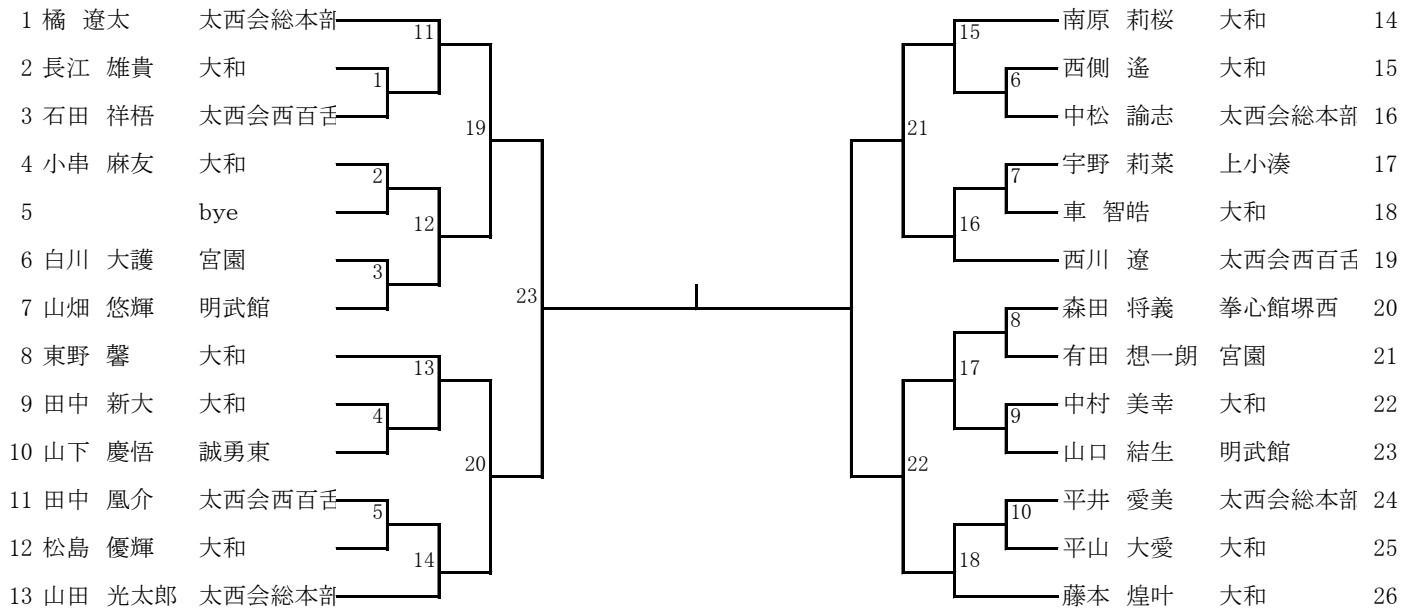 1 橘 遼太 太西会総本部
2 長江 雄貴 大和
3 石田 祥梧 太西会西百舌
4 小串 麻友 大和
5 bye
6 白川 大護 宮園
7 山畑 悠輝 明武館
8 東野 馨 大和
9 田中 新大 大和
10 山下 慶悟 誠勇東
11 田中 凰介 太西会西百舌
12 松島 優輝 大和
13 山田 光太郎 太西会総本部
11
1
19
2
12
3
23
13
4
20
5
14
15
6
21
7
16
8
17
9
22
10
18
南原 莉桜 大和 14
西側 遙 大和 15
中松 諭志 太西会総本部 16
宇野 莉菜 上小湊 17
車 智皓 大和 18
西川 遼 太西会西百舌 19
森田 将義 拳心館堺西 20
有田 想一朗 宮園 21
中村 美幸 大和 22
山口 結生 明武館 23
平井 愛美 太西会総本部 24
平山 大愛 大和 25
藤本 煌叶 大和 26